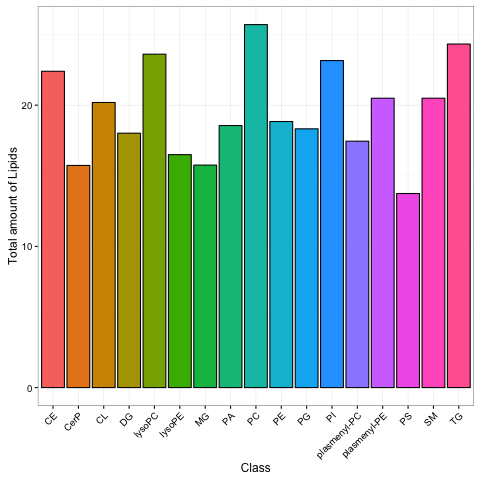 Total amount of Lipids
20
10
0
CE
CerP
CL
DG
lysoPC
lysoPE
MG
PA
PC
PE
PG
PI
plasmenyl-PC
plasmenyl-PE
PS
SM
TG
Class